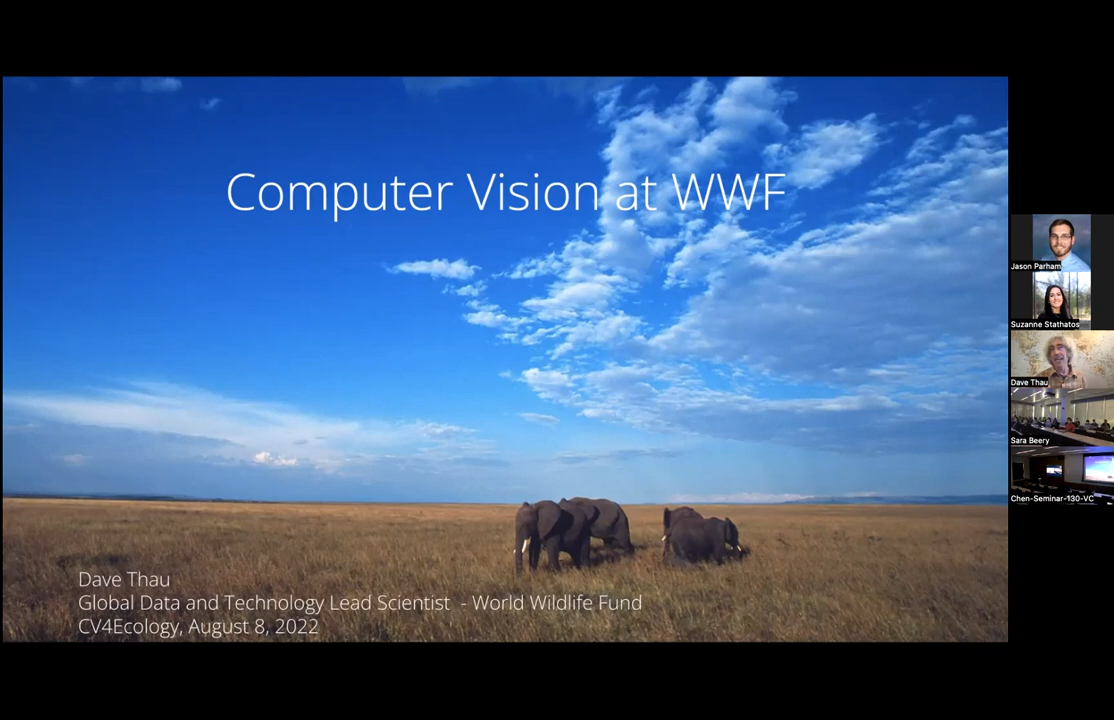 Computer Vision at WWF
Dave Thau
Global Data and Technology Lead Scientist - World Wildlife Fund
CV4Ecology, August 8, 2022
Jason Parham
Suzanne Stathatos
Dave Thau
Sara Beery
Chen-Seminar-130-VC